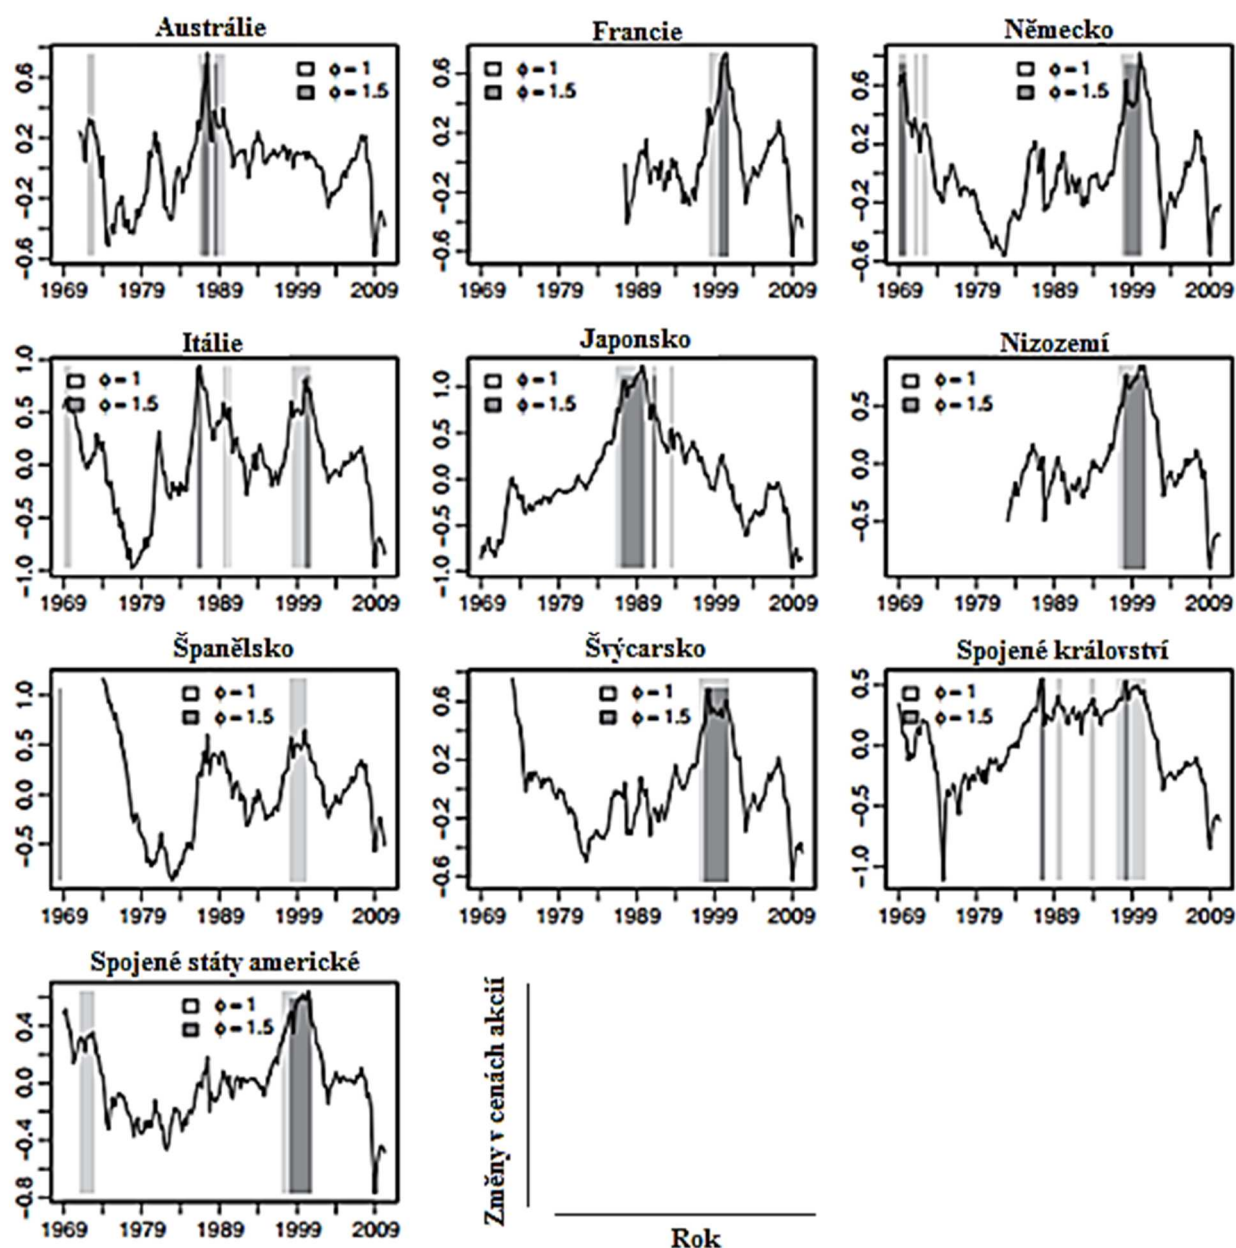 Austrálie
0.6
0.2
−0.2
−0.6
ϕ = 1
ϕ = 1.5
1969 1979 1989 1999 2009
Francie
0.6
0.2
−0.2
−0.6
ϕ = 1
ϕ = 1.5
1969 1979 1989 1999 2009
Německo
0.6
0.2
−0.2
−0.6
ϕ = 1
ϕ = 1.5
1969 1979 1989 1999 2009
Itálie
1.0
0.5
0.0
−0.5
−1.0
ϕ = 1
ϕ = 1.5
1969 1979 1989 1999 2009
Japonsko
1.0
0.5
0.0
−0.5
−1.0
ϕ = 1
ϕ = 1.5
1969 1979 1989 1999 2009
Nizozemí
0.5
0.0
−0.5
ϕ = 1
ϕ = 1.5
1969 1979 1989 1999 2009
Španělsko
1.0
0.5
0.0
−0.5
ϕ = 1
ϕ = 1.5
1969 1979 1989 1999 2009
Švýcarsko
0.6
0.2
−0.2
−0.6
ϕ = 1
ϕ = 1.5
1969 1979 1989 1999 2009
Spojené království
0.5
0.0
−0.5
−1.0
ϕ = 1
ϕ = 1.5
1969 1979 1989 1999 2009
Spojené státy americké
0.4
0.0
−0.4
−0.8
ϕ = 1
ϕ = 1.5
1969 1979 1989 1999 2009
Změny v cenách akcií
Rok